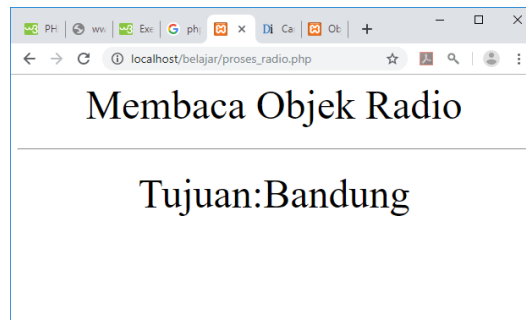 PH
ww
Exe
G ph
Di Ca
Ob
localhost/belajar/proses_radio.php
Membaca Objek Radio
Tujuan:Bandung